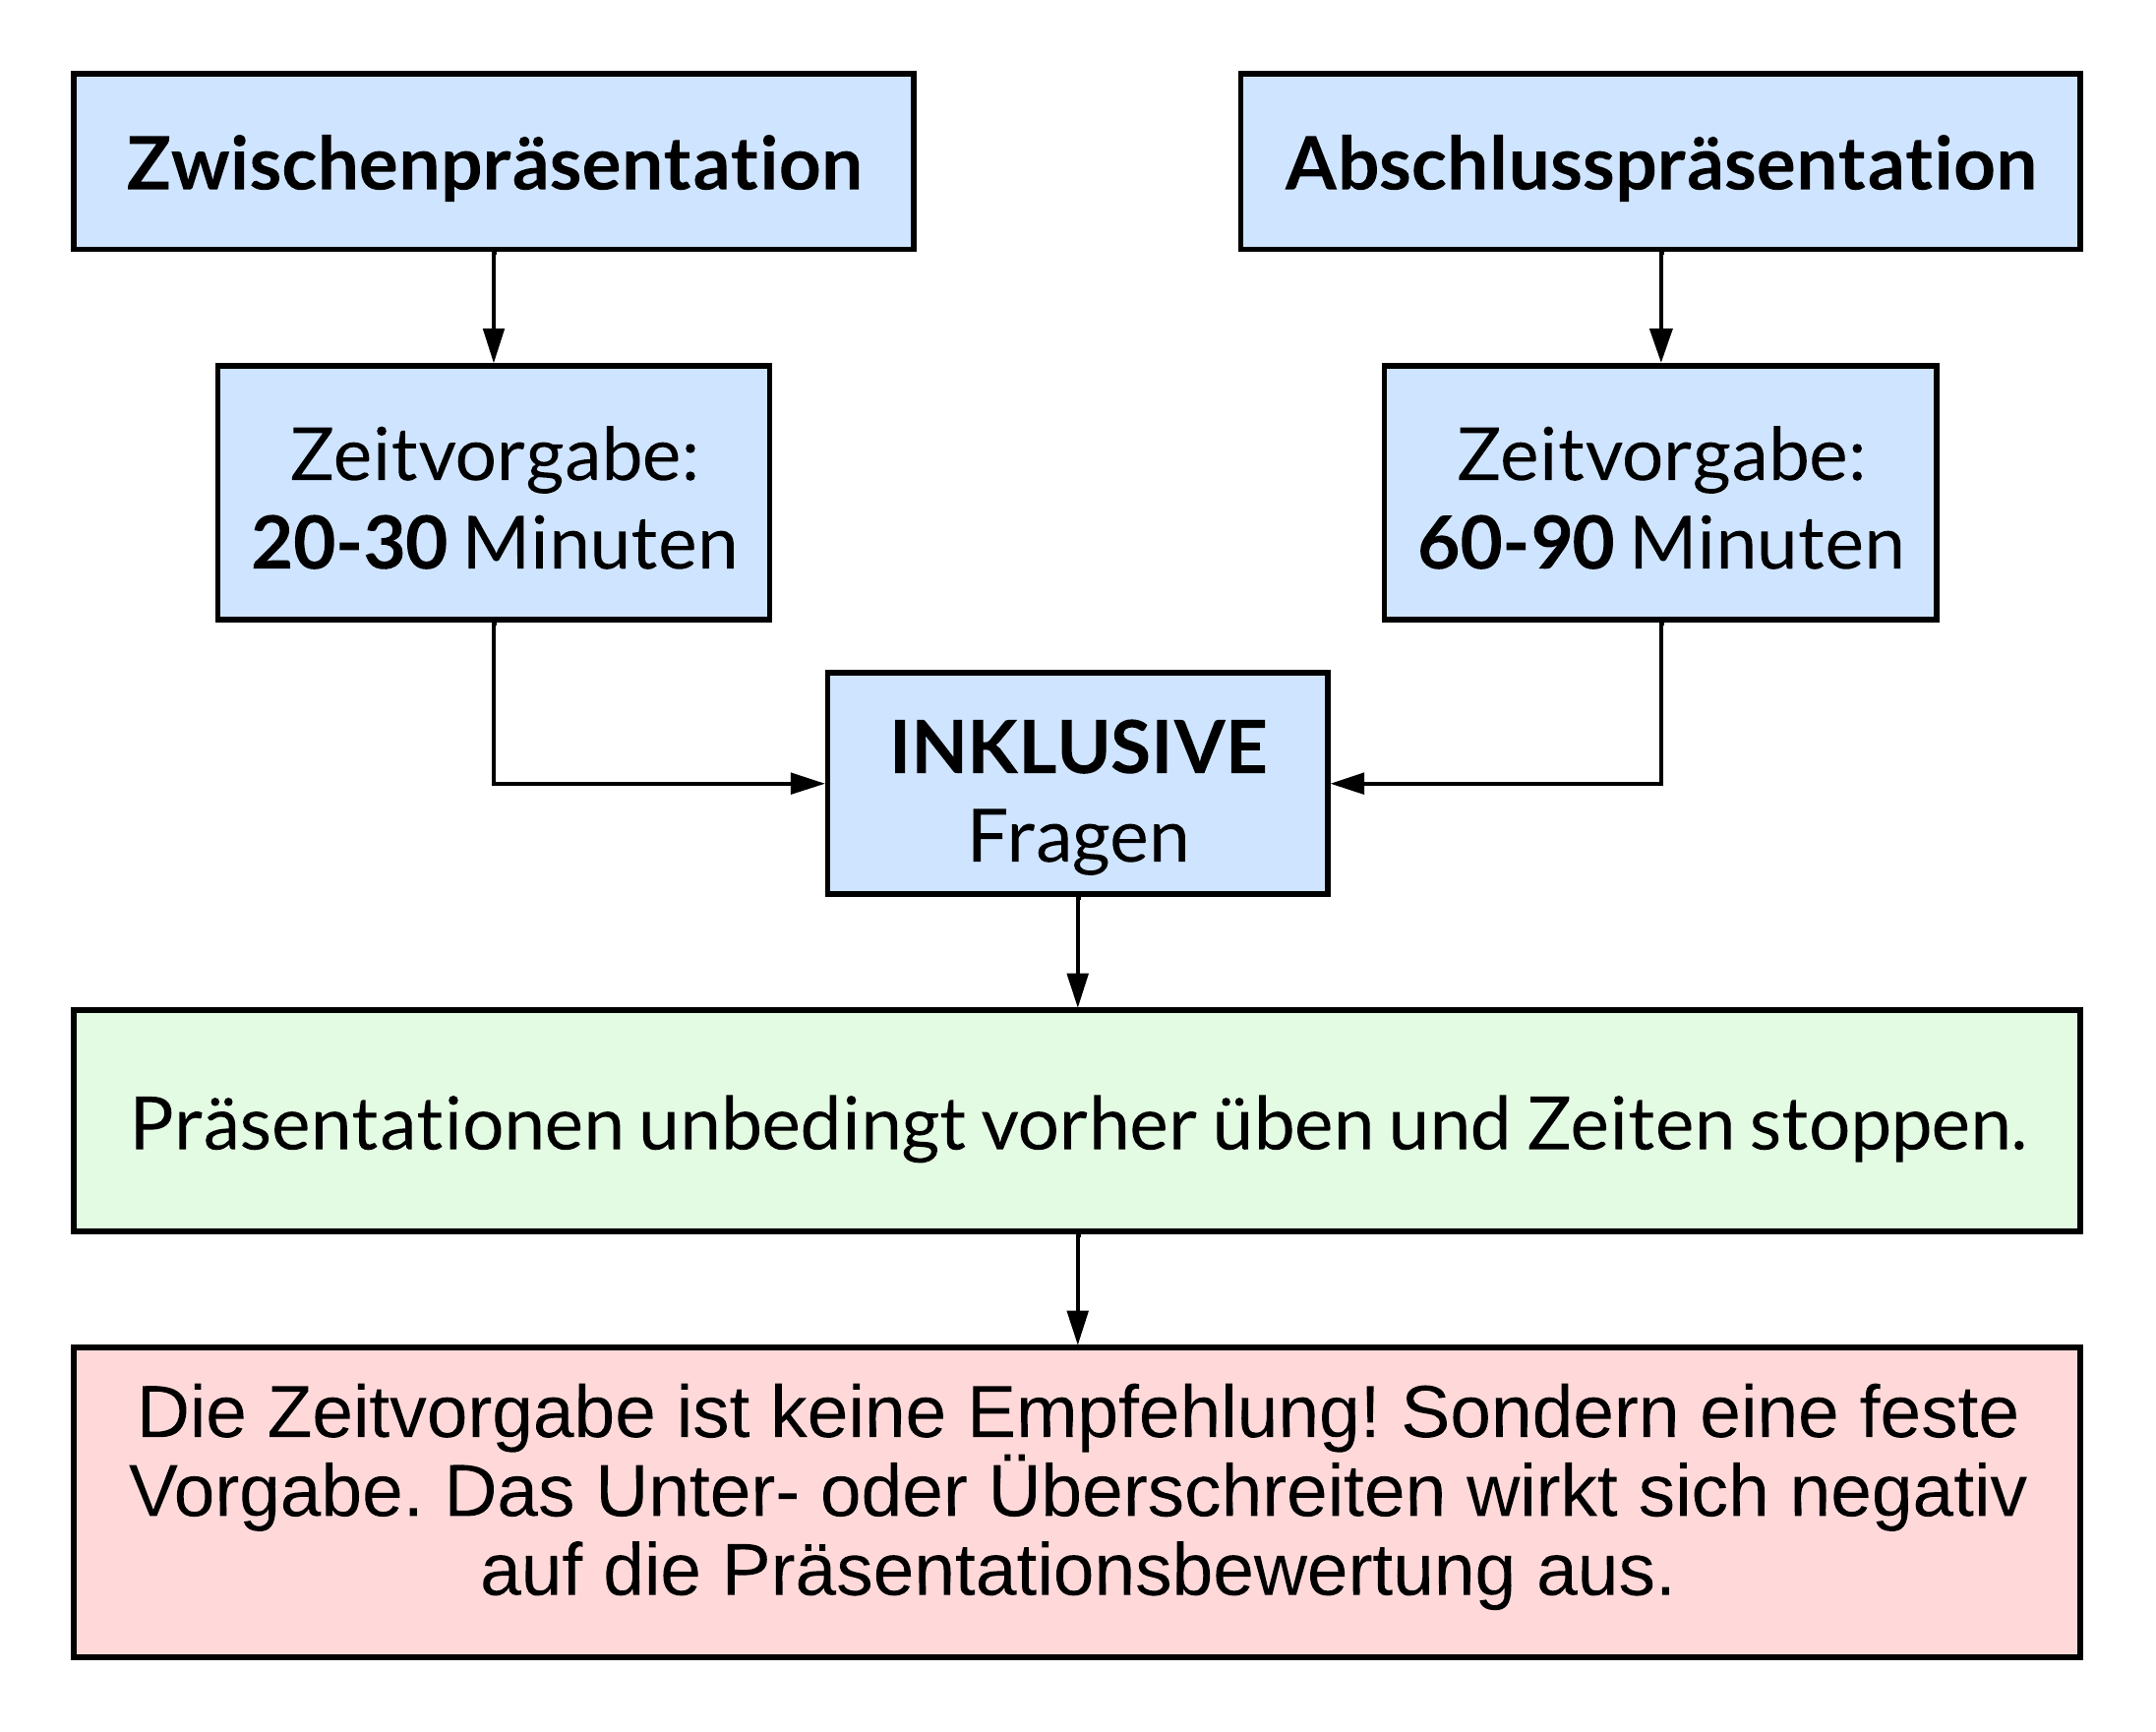 Zwischenpräsentation
Abschlusspräsentation
Zeitvorgabe:
20-30 Minuten
Zeitvorgabe:
60-90 Minuten
INKLUSIVE
Fragen
Präsentationen unbedingt vorher üben und Zeiten stoppen.
Die Zeitvorgabe ist keine Empfehlung! Sondern eine feste
Vorgabe. Das Unter- oder Überschreiten wirkt sich negativ
auf die Präsentationsbewertung aus.